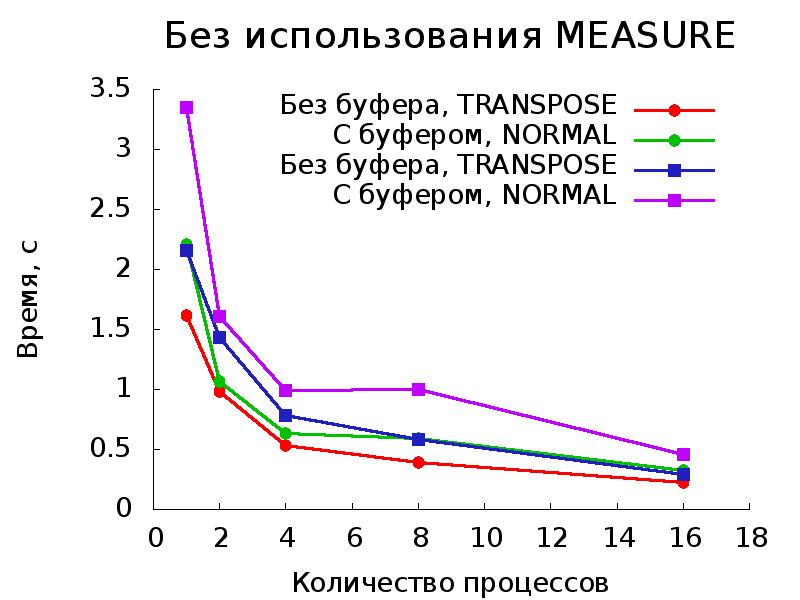 Без использования MEASURE
Без буфера, TRANSPOSE
С буфером, NORMAL
Без буфера, TRANSPOSE
С буфером, NORMAL
3.5
3
2.5
2
1.5
1
0.5
0
Время, с
0 2 4 6 8 10 12 14 16 18
Количество процессов